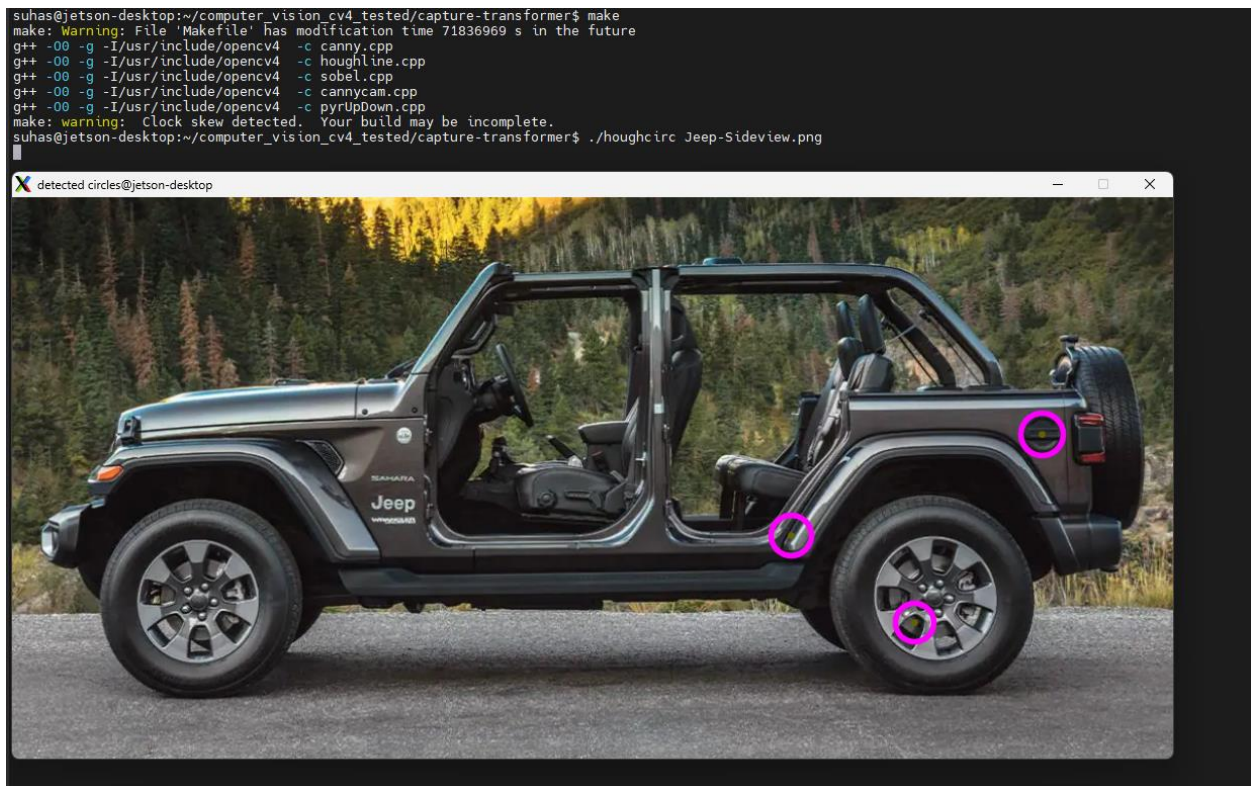 suhas@jetson-desktop:~/computer_vision_cv4_tested/capture-transformer$ make
make: Warning: File 'Makefile' has modification time 71836969 s in the future
g++ -O0 -g -I/usr/include/opencv4  -c canny.cpp
g++ -O0 -g -I/usr/include/opencv4  -c houghline.cpp
g++ -O0 -g -I/usr/include/opencv4  -c sobel.cpp
g++ -O0 -g -I/usr/include/opencv4  -c cannycam.cpp
g++ -O0 -g -I/usr/include/opencv4  -c pyrUpDown.cpp
make: warning:  Clock skew detected.  Your build may be incomplete.
suhas@jetson-desktop:~/computer_vision_cv4_tested/capture-transformer$ ./houghcirc Jeep-Sideview.png
detected circles@jetson-desktop
SAHARA
Jeep